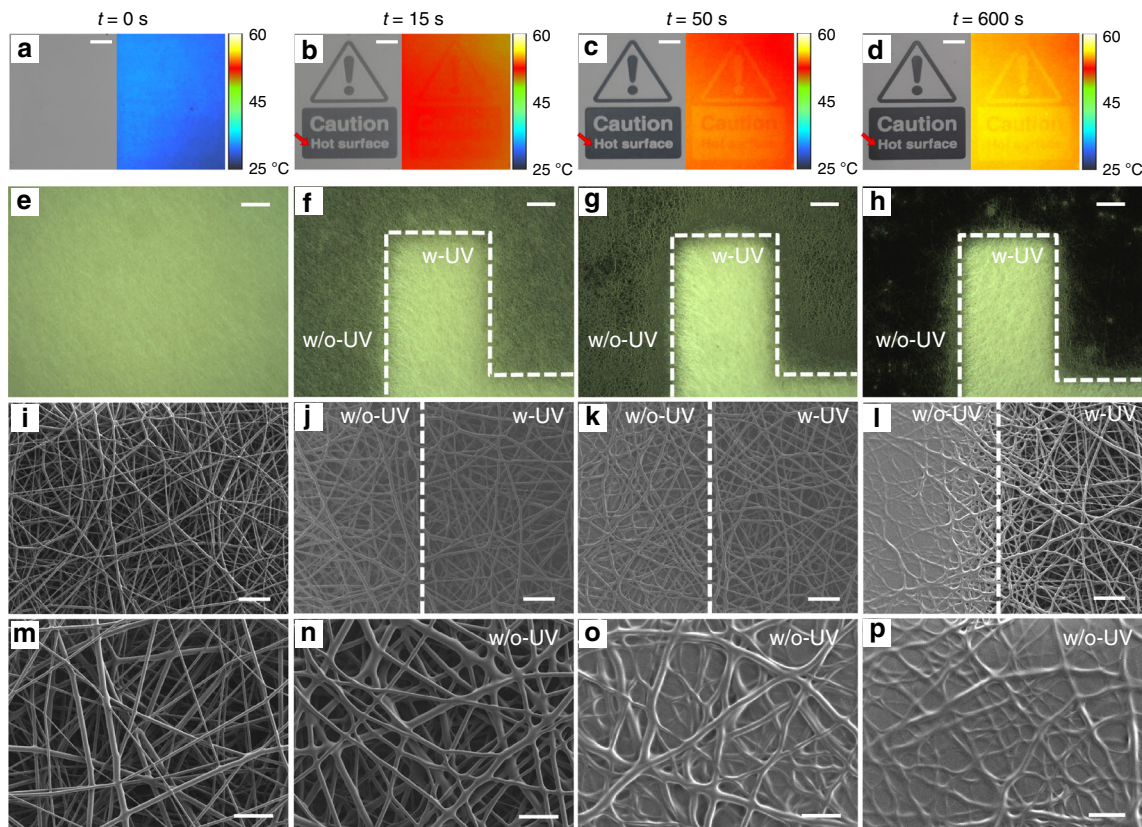 t = 0 s
t = 15 s
t = 50 s
t = 600 s
a
60
45
25 °C
b
Caution
Hot surface
60
45
25 °C
c
Caution
Hot surface
60
45
25 °C
d
Caution
Hot surface
60
45
25 °C
e
f
w-UV
w/o-UV
g
w-UV
w/o-UV
h
w-UV
w/o-UV
i
j
w/o-UV
w-UV
k
w/o-UV
w-UV
l
w/o-UV
w-UV
m
n
w/o-UV
o
w/o-UV
p
w/o-UV